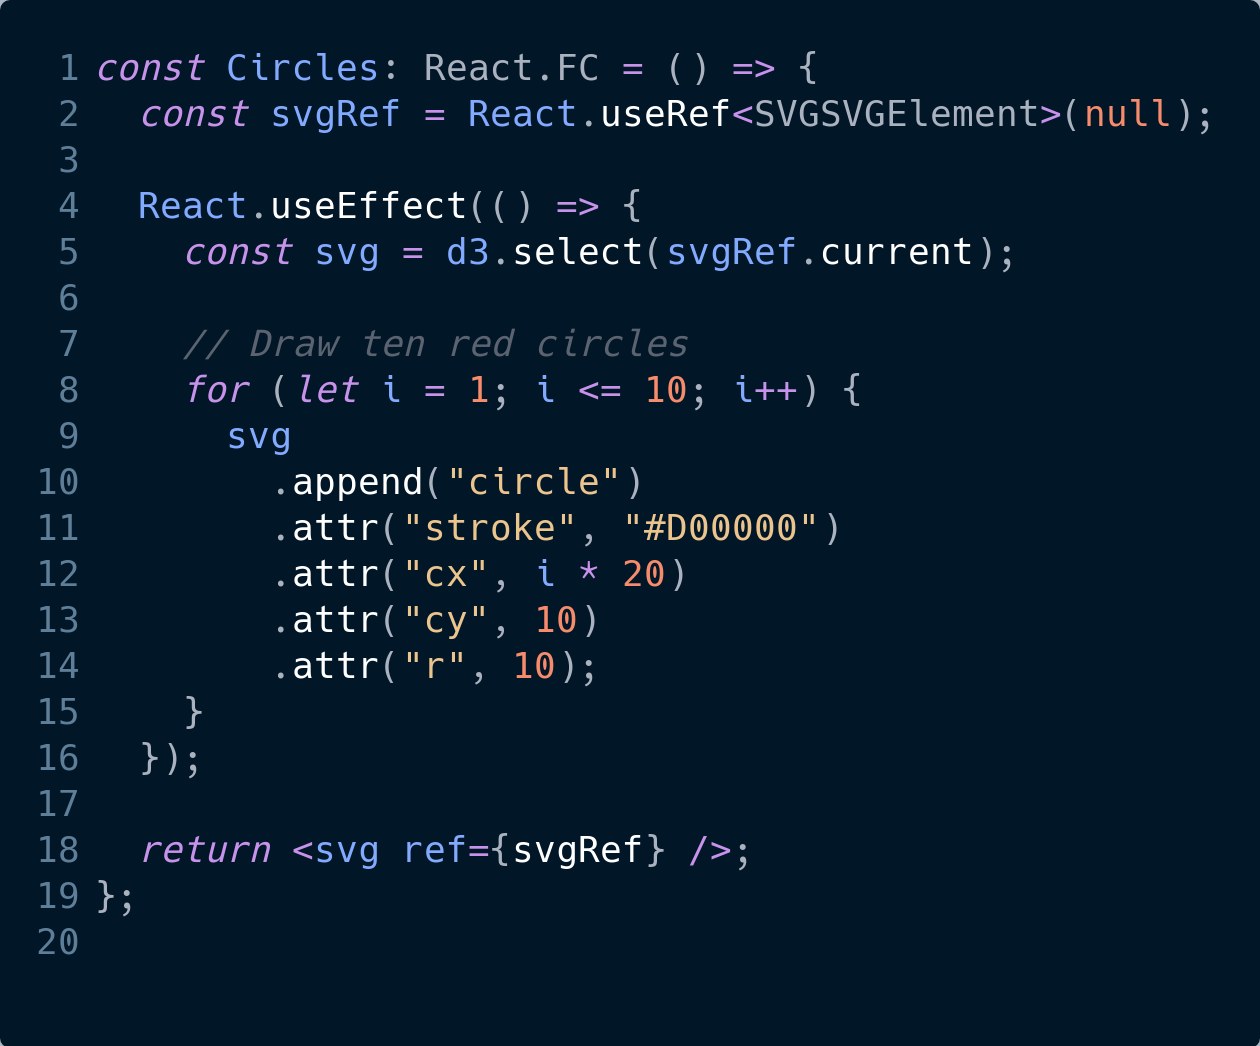 1 const Circles: React.FC = () => {
2   const svgRef = React.useRef<SVGSVGElement>(null);
3
4   React.useEffect(() => {
5     const svg = d3.select(svgRef.current);
6
7     // Draw ten red circles
8     for (let i = 1; i <= 10; i++) {
9       svg
10         .append("circle")
11         .attr("stroke", "#D00000")
12         .attr("cx", i * 20)
13         .attr("cy", 10)
14         .attr("r", 10);
15     }
16   });
17
18   return <svg ref={svgRef} />;
19 };
20